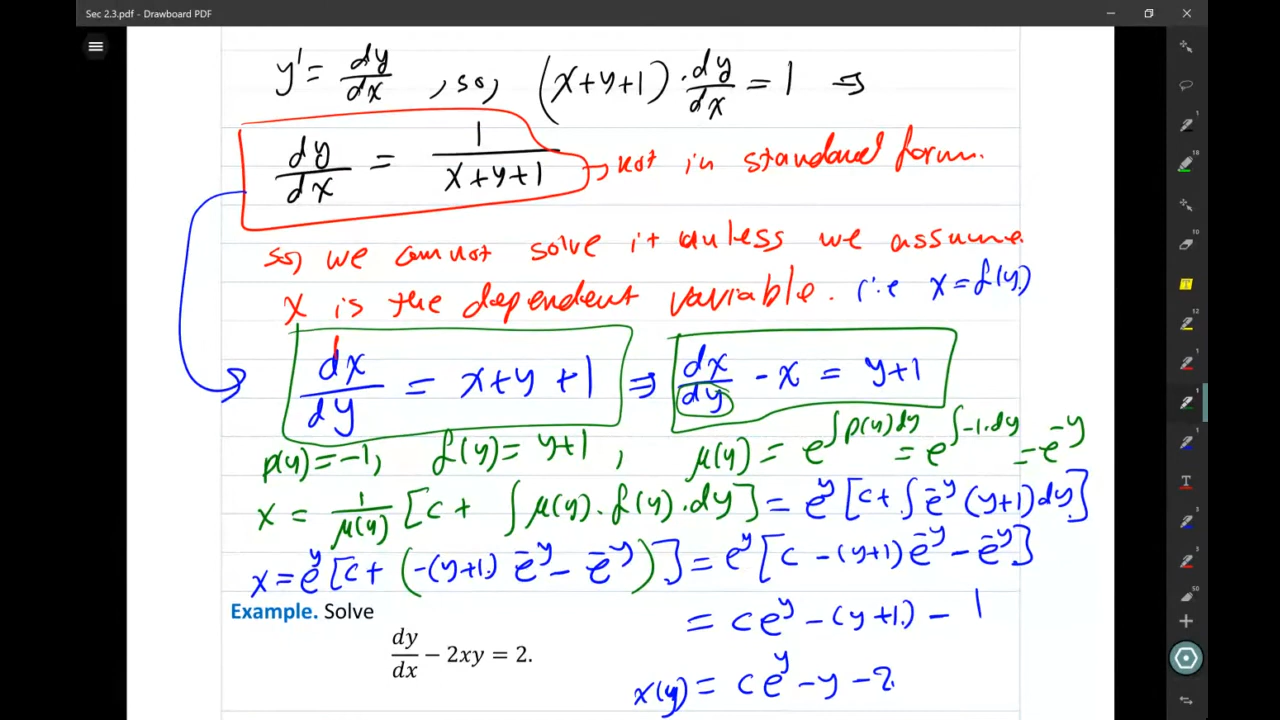 Sec 2.3.pdf - Drawboard PDF
y' = dy/dx , so, (x+y+1) · dy/dx = 1 ⇒
dy/dx = 1/(x+y+1) → not in standard form.
so we cannot solve it unless we assume
x is the dependent variable. (i.e x = f(y))
dx/dy = x+y+1 ⇒ dx/dy - x = y+1
p(y) = -1, f(y) = y+1, μ(y) = e^{∫p(y)dy} = e^{∫-1·dy} = e^{-y}
x = 1/μ(y) [c + ∫ μ(y)·f(y)·dy] = e^y [c + ∫ e^{-y} (y+1) dy]
x = e^y [c + (-(y+1) e^{-y} - e^{-y})] = e^y [c - (y+1) e^{-y} - e^{-y}]
Example. Solve
= ce^y - (y+1) - 1
dy/dx − 2xy = 2.
x(y) = ce^y - y - 2